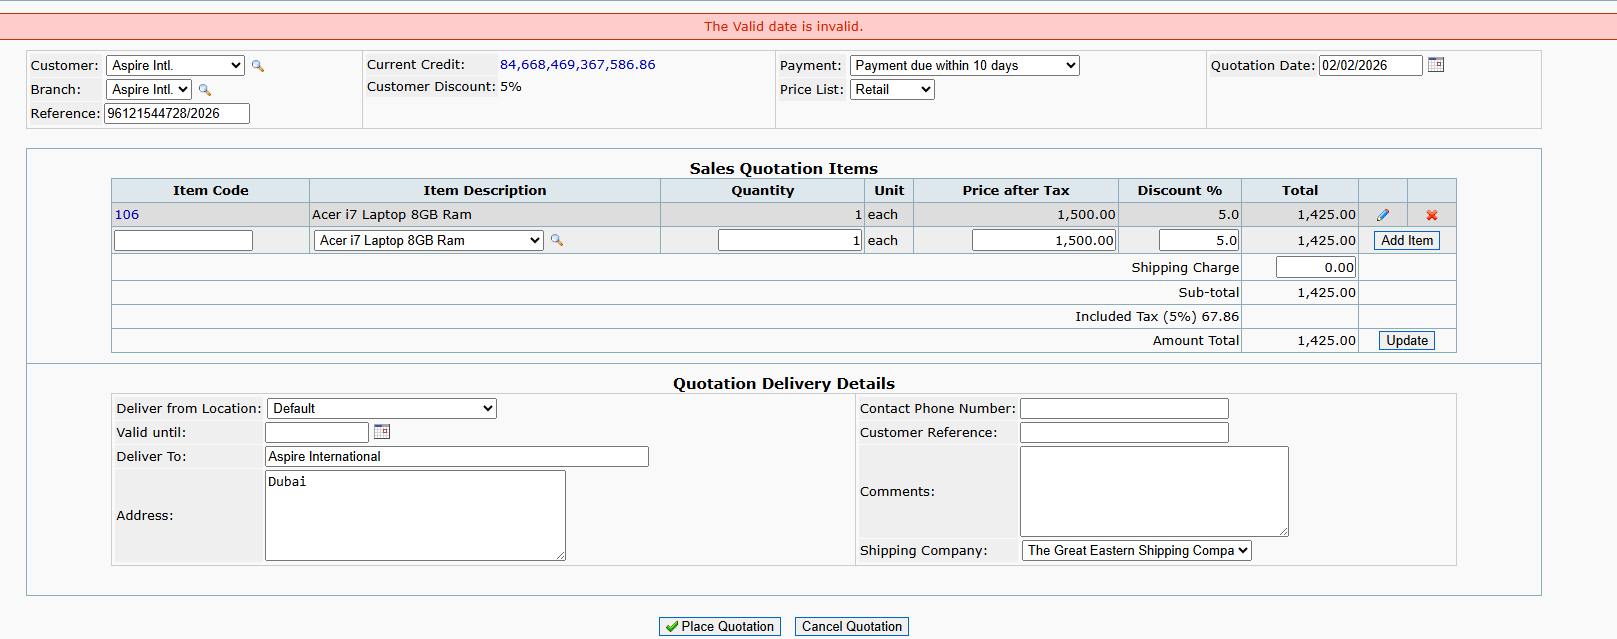 The Valid date is invalid.
Customer: Aspire Intl.
Branch: Aspire Intl.
Reference: 96121544728/2026
Current Credit: 84,668,469,367,586.86
Customer Discount: 5%
Payment: Payment due within 10 days
Price List: Retail
Quotation Date: 02/02/2026
Sales Quotation Items
Item Code Item Description Quantity Unit Price after Tax Discount % Total
106 Acer i7 Laptop 8GB Ram 1 each 1,500.00 5.0 1,425.00
Acer i7 Laptop 8GB Ram 1 each 1,500.00 5.0 1,425.00 Add Item
Shipping Charge 0.00
Sub-total 1,425.00
Included Tax (5%) 67.86
Amount Total 1,425.00 Update
Quotation Delivery Details
Deliver from Location: Default
Valid until:
Deliver To: Aspire International
Address: Dubai
Contact Phone Number:
Customer Reference:
Comments:
Shipping Company: The Great Eastern Shipping Compa
Place Quotation Cancel Quotation